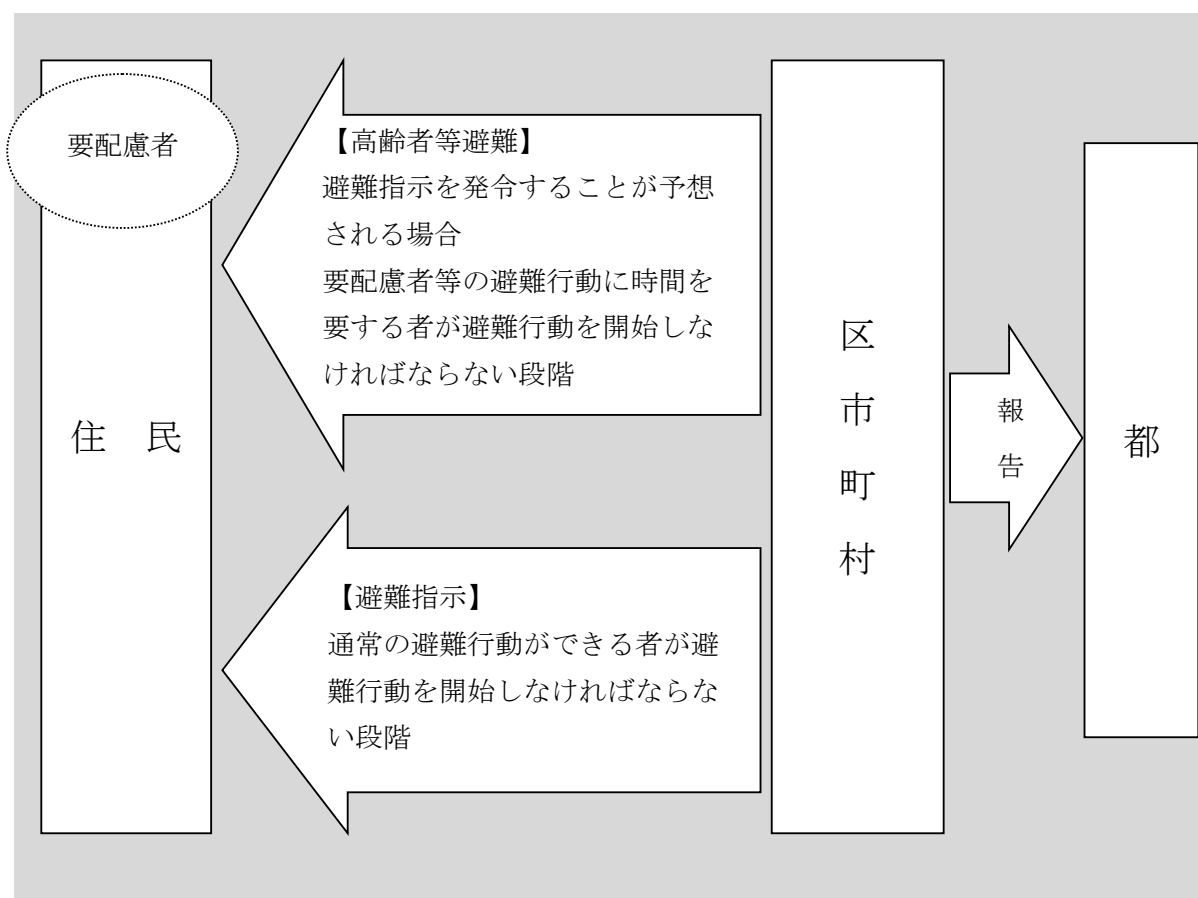 要配慮者
住　民
【高齢者等避難】
避難指示を発令することが予想
される場合
要配慮者等の避難行動に時間を
要する者が避難行動を開始しな
ければならない段階
【避難指示】
通常の避難行動ができる者が避
難行動を開始しなければならな
い段階
区市町村
報告
都